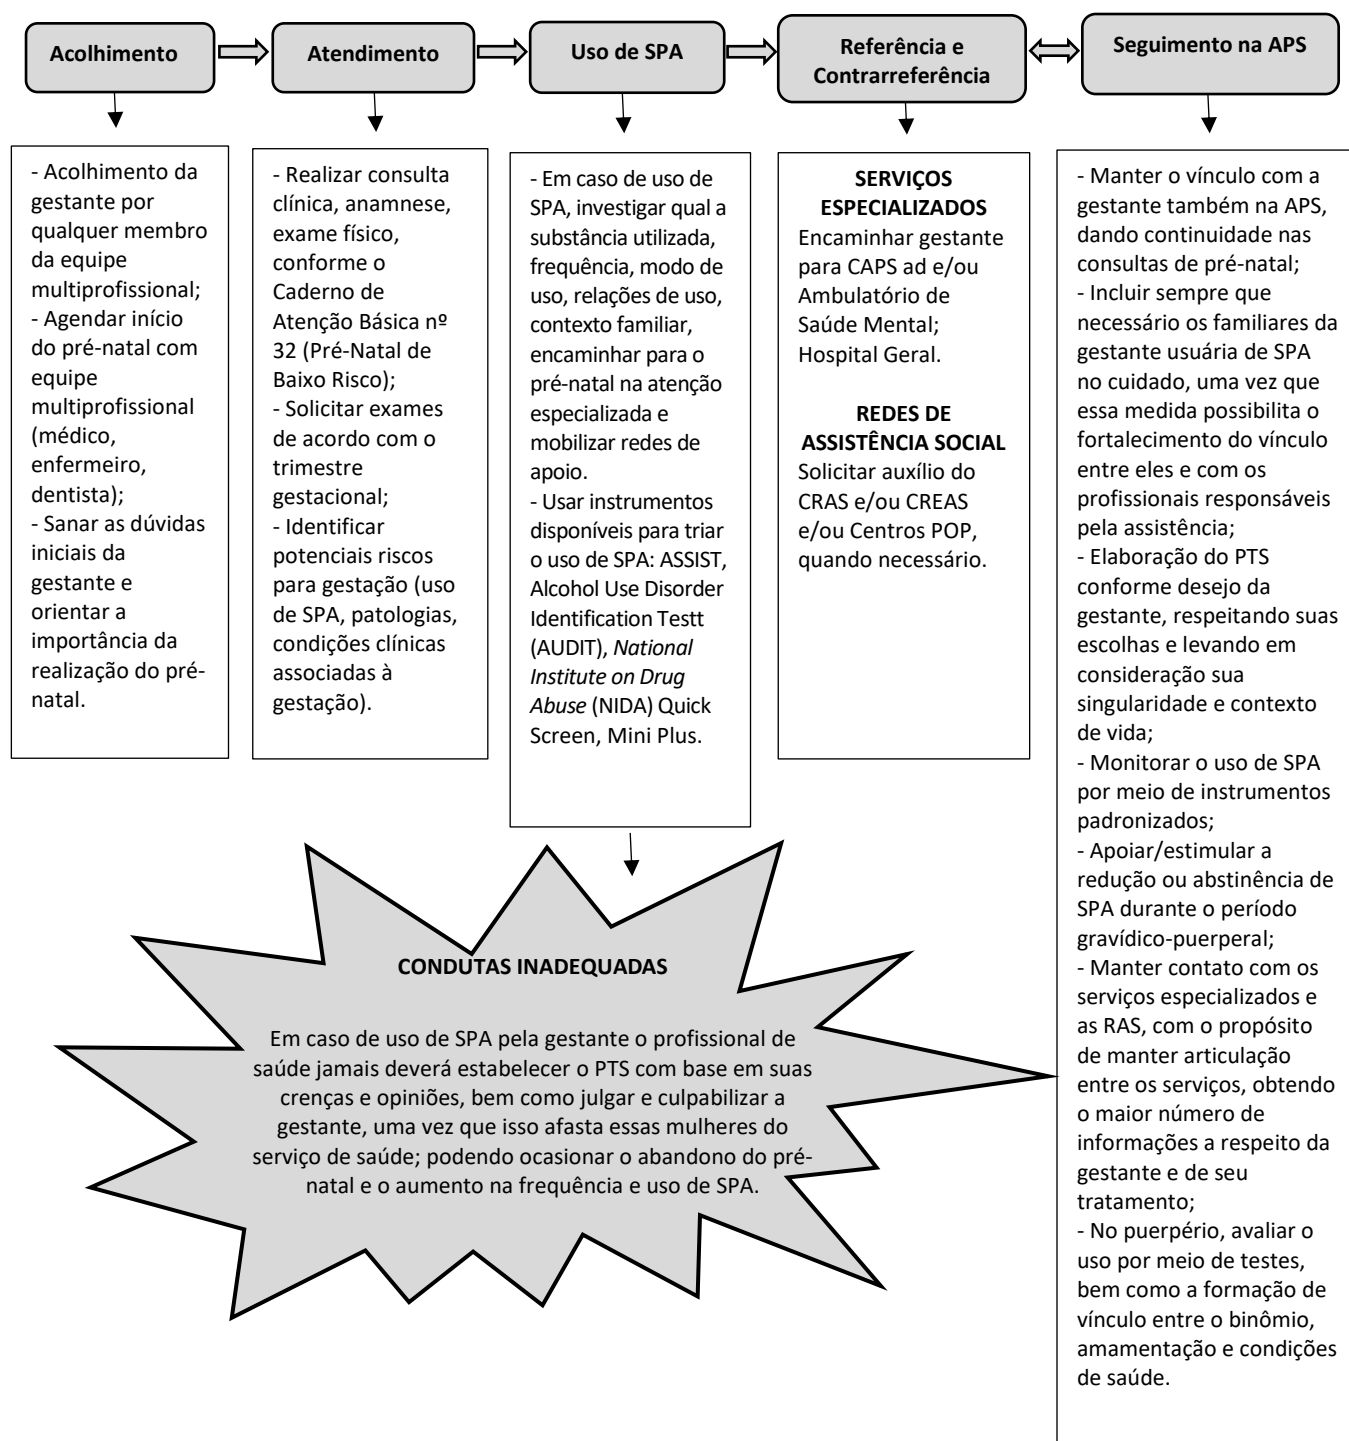 Acolhimento
Atendimento
Uso de SPA
Referência e
Contrarreferência
Seguimento na APS
- Acolhimento da
gestante por
qualquer membro
da equipe
multiprofissional;
- Agendar início
do pré-natal com
equipe
multiprofissional
(médico,
enfermeiro,
dentista);
- Sanar as dúvidas
iniciais da
gestante e
orientar a
importância da
realização do pré-
natal.
- Realizar consulta
clínica, anamnese,
exame físico,
conforme o
Caderno de
Atenção Básica nº
32 (Pré-Natal de
Baixo Risco);
- Solicitar exames
de acordo com o
trimestre
gestacional;
- Identificar
potenciais riscos
para gestação (uso
de SPA, patologias,
condições clínicas
associadas à
gestação).
- Em caso de uso de
SPA, investigar qual a
substância utilizada,
frequência, modo de
uso, relações de uso,
contexto familiar,
encaminhar para o
pré-natal na atenção
especializada e
mobilizar redes de
apoio.
- Usar instrumentos
disponíveis para triar
o uso de SPA: ASSIST,
Alcohol Use Disorder
Identification Testt
(AUDIT), National
Institute on Drug
Abuse (NIDA) Quick
Screen, Mini Plus.
SERVIÇOS
ESPECIALIZADOS
Encaminhar gestante
para CAPS ad e/ou
Ambulatório de
Saúde Mental;
Hospital Geral.
REDES DE
ASSISTÊNCIA SOCIAL
Solicitar auxílio do
CRAS e/ou CREAS
e/ou Centros POP,
quando necessário.
- Manter o vínculo com a
gestante também na APS,
dando continuidade nas
consultas de pré-natal;
- Incluir sempre que
necessário os familiares da
gestante usuária de SPA
no cuidado, uma vez que
essa medida possibilita o
fortalecimento do vínculo
entre eles e com os
profissionais responsáveis
pela assistência;
- Elaboração do PTS
conforme desejo da
gestante, respeitando suas
escolhas e levando em
consideração sua
singularidade e contexto
de vida;
- Monitorar o uso de SPA
por meio de instrumentos
padronizados;
- Apoiar/estimular a
redução ou abstinência de
SPA durante o período
gravídico-puerperal;
- Manter contato com os
serviços especializados e
as RAS, com o propósito
de manter articulação
entre os serviços, obtendo
o maior número de
informações a respeito da
gestante e de seu
tratamento;
- No puerpério, avaliar o
uso por meio de testes,
bem como a formação de
vínculo entre o binômio,
amamentação e condições
de saúde.
CONDUTAS INADEQUADAS
Em caso de uso de SPA pela gestante o profissional de
saúde jamais deverá estabelecer o PTS com base em suas
crenças e opiniões, bem como julgar e culpabilizar a
gestante, uma vez que isso afasta essas mulheres do
serviço de saúde; podendo ocasionar o abandono do pré-
natal e o aumento na frequência e uso de SPA.